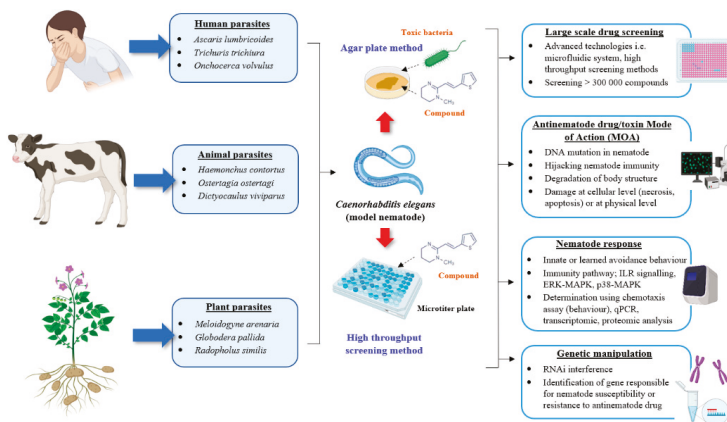 Human parasites
• Ascaris lumbricoides
• Trichuris trichiura
• Onchocerca volvulus
Animal parasites
• Haemonchus contortus
• Ostertagia ostertagi
• Dictyocaulus viviparus
Plant parasites
• Meloidogyne arenaria
• Globodera pallida
• Radopholus similis
Toxic bacteria
Agar plate method
N
N
CH₃
S
Compound
Caenorhabditis elegans
(model nematode)
N
N
CH₃
S
Compound
Microtiter plate
High throughput
screening method
Large scale drug screening
• Advanced technologies i.e.
microfluidic system, high
throughput screening methods
• Screening > 300 000 compounds
Antinematode drug/toxin Mode
of Action (MOA)
• DNA mutation in nematode
• Hijacking nematode immunity
• Degradation of body structure
• Damage at cellular level (necrosis,
apoptosis) or at physical level
Nematode response
• Innate or learned avoidance behaviour
• Immunity pathway; ILR signalling,
ERK-MAPK, p38-MAPK
• Determination using chemotaxis
assay (behaviour), qPCR,
transcriptomic, proteomic analysis
Genetic manipulation
• RNAi interference
• Identification of gene responsible
for nematode susceptibility or
resistance to antinematode drug